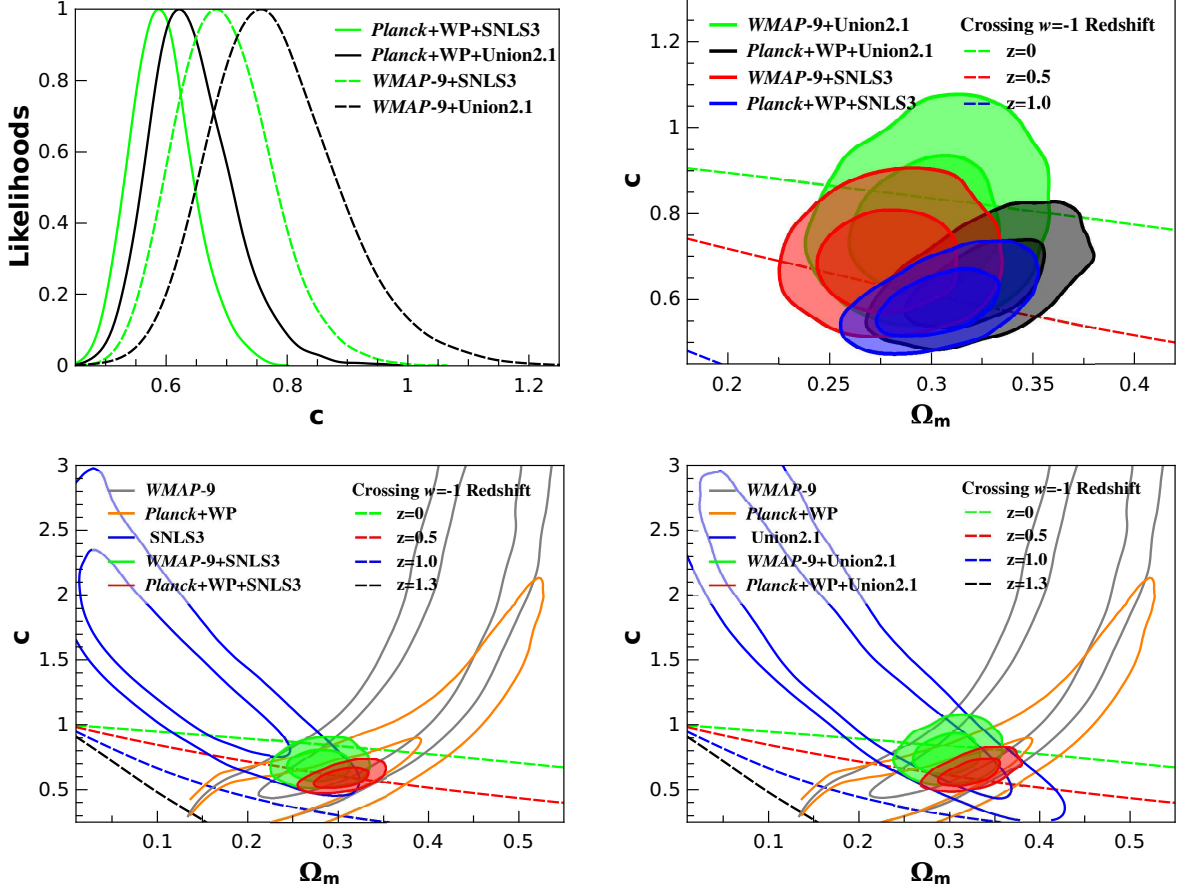 Likelihoods
1
0.8
0.6
0.4
0.2
0
Planck+WP+SNLS3
Planck+WP+Union2.1
WMAP-9+SNLS3
WMAP-9+Union2.1
0.6 0.8 1 1.2
c
c
1.2
1
0.8
0.6
WMAP-9+Union2.1
Planck+WP+Union2.1
WMAP-9+SNLS3
Planck+WP+SNLS3
Crossing w=-1 Redshift
z=0
z=0.5
z=1.0
0.2 0.25 0.3 0.35 0.4
Ωm
c
3
2.5
2
1.5
1
0.5
WMAP-9
Planck+WP
SNLS3
WMAP-9+SNLS3
Planck+WP+SNLS3
Crossing w=-1 Redshift
z=0
z=0.5
z=1.0
z=1.3
0.1 0.2 0.3 0.4 0.5
Ωm
c
3
2.5
2
1.5
1
0.5
WMAP-9
Planck+WP
Union2.1
WMAP-9+Union2.1
Planck+WP+Union2.1
Crossing w=-1 Redshift
z=0
z=0.5
z=1.0
z=1.3
0.1 0.2 0.3 0.4 0.5
Ωm